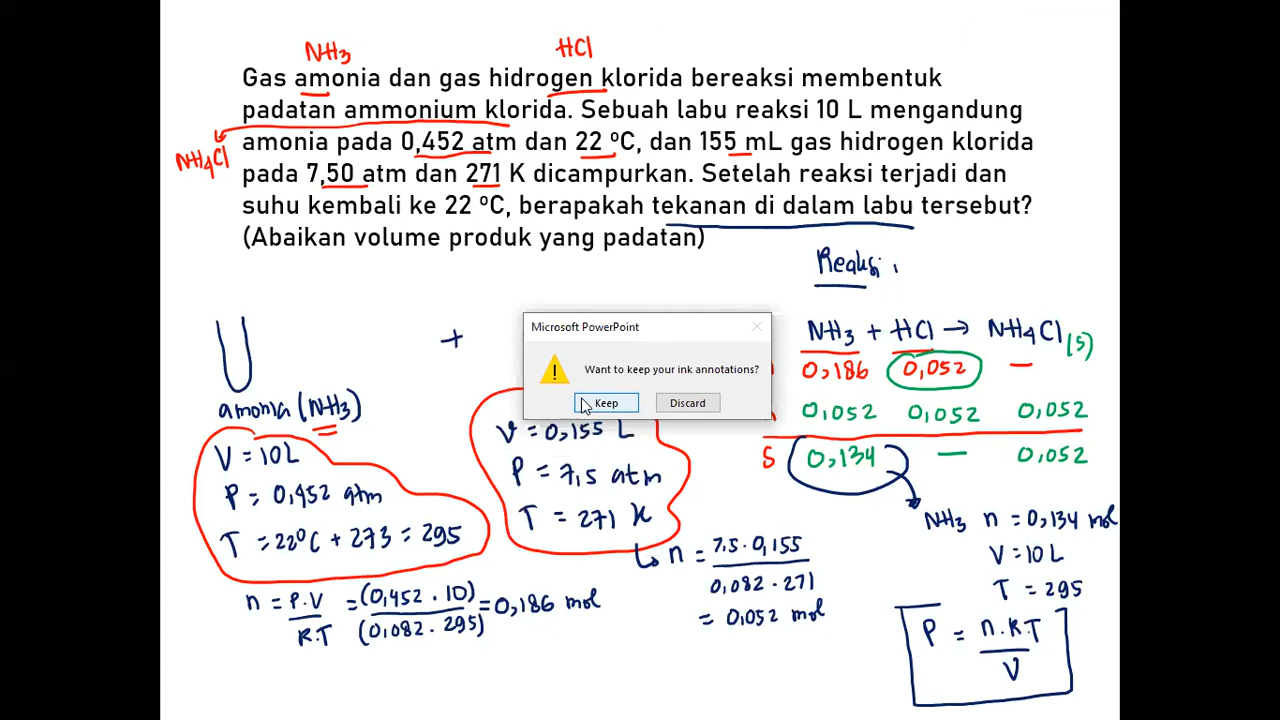 NH3 HCl
Gas amonia dan gas hidrogen klorida bereaksi membentuk
padatan ammonium klorida. Sebuah labu reaksi 10 L mengandung
amonia pada 0,452 atm dan 22 ºC, dan 155 mL gas hidrogen klorida
NH4Cl
pada 7,50 atm dan 271 K dicampurkan. Setelah reaksi terjadi dan
suhu kembali ke 22 ºC, berapakah tekanan di dalam labu tersebut?
(Abaikan volume produk yang padatan)
Reaksi
+
Microsoft PowerPoint
Want to keep your ink annotations?
Keep Discard
amonia (NH3)
V = 10L
P = 0,452 atm
T = 22ºC + 273 = 295
n = P.V / R.T = (0,452 . 10) / (0,082 . 295) = 0,186 mol
V = 0,155 L
P = 7,5 atm
T = 271 K
n = 7,5 . 0,155 / 0,082 . 271
= 0,052 mol
NH3 + HCl → NH4Cl (s)
0,186 0,052 —
0,052 0,052 0,052
S 0,134 — 0,052
NH3 n = 0,134 mol
V = 10 L
T = 295
P = n.R.T / V